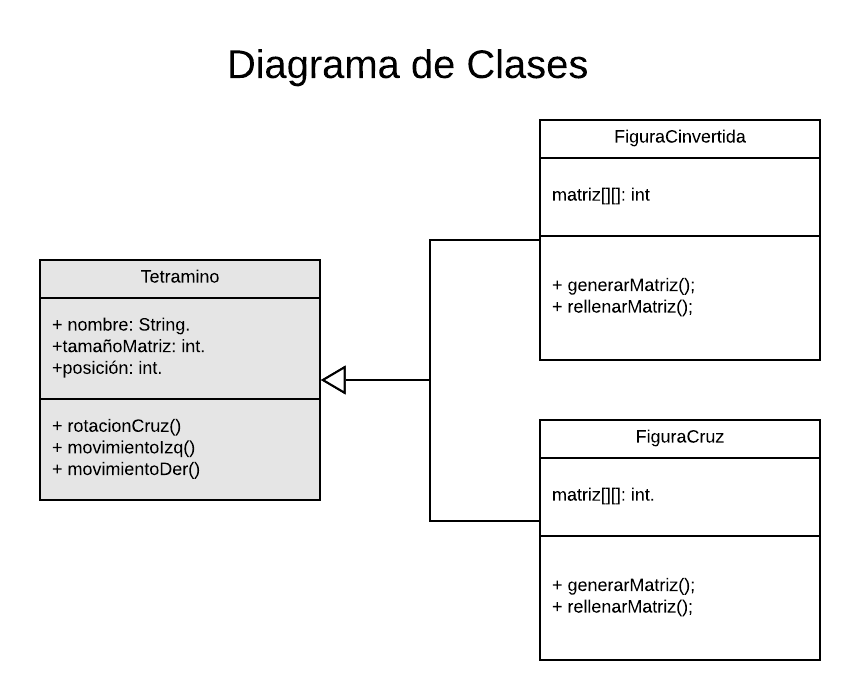 Diagrama de Clases
Tetramino
+ nombre: String.
+tamañoMatriz: int.
+posición: int.
+ rotacionCruz()
+ movimientoIzq()
+ movimientoDer()
FiguraCinvertida
matriz[][]: int
+ generarMatriz();
+ rellenarMatriz();
FiguraCruz
matriz[][]: int.
+ generarMatriz();
+ rellenarMatriz();